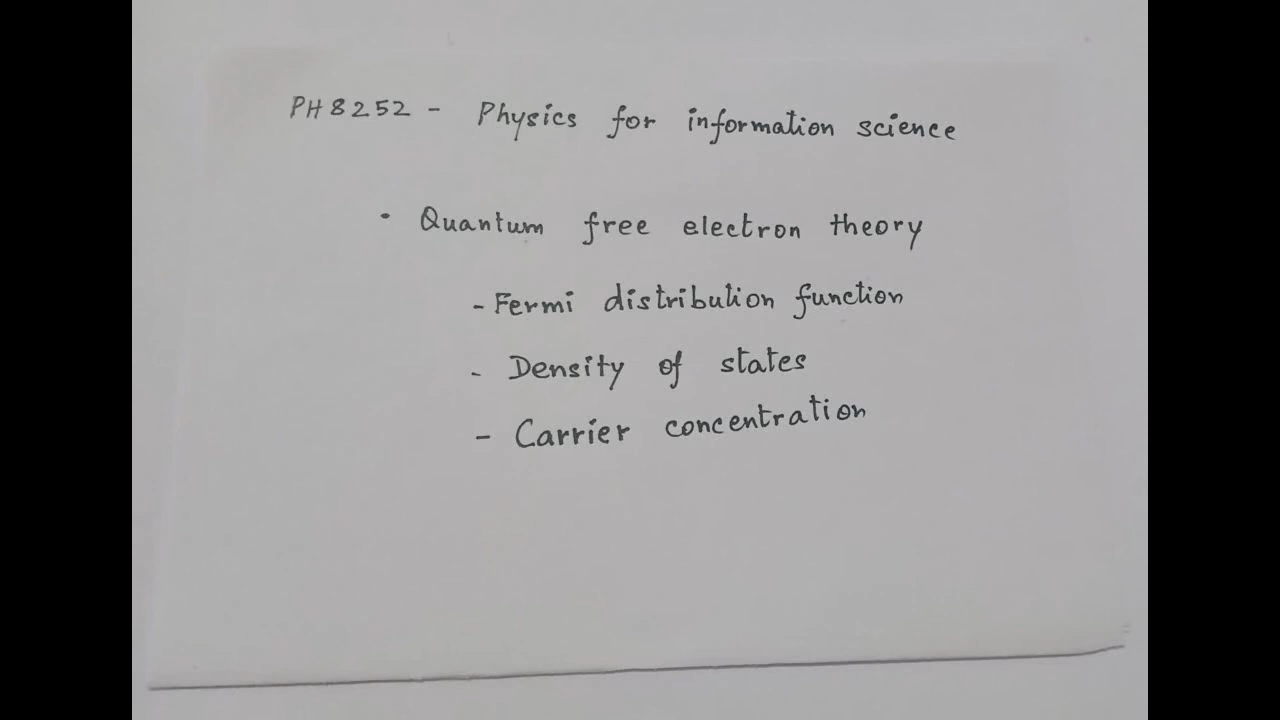 PH8252 - Physics for information science
• Quantum free electron theory
- Fermi distribution function
- Density of states
- Carrier concentration